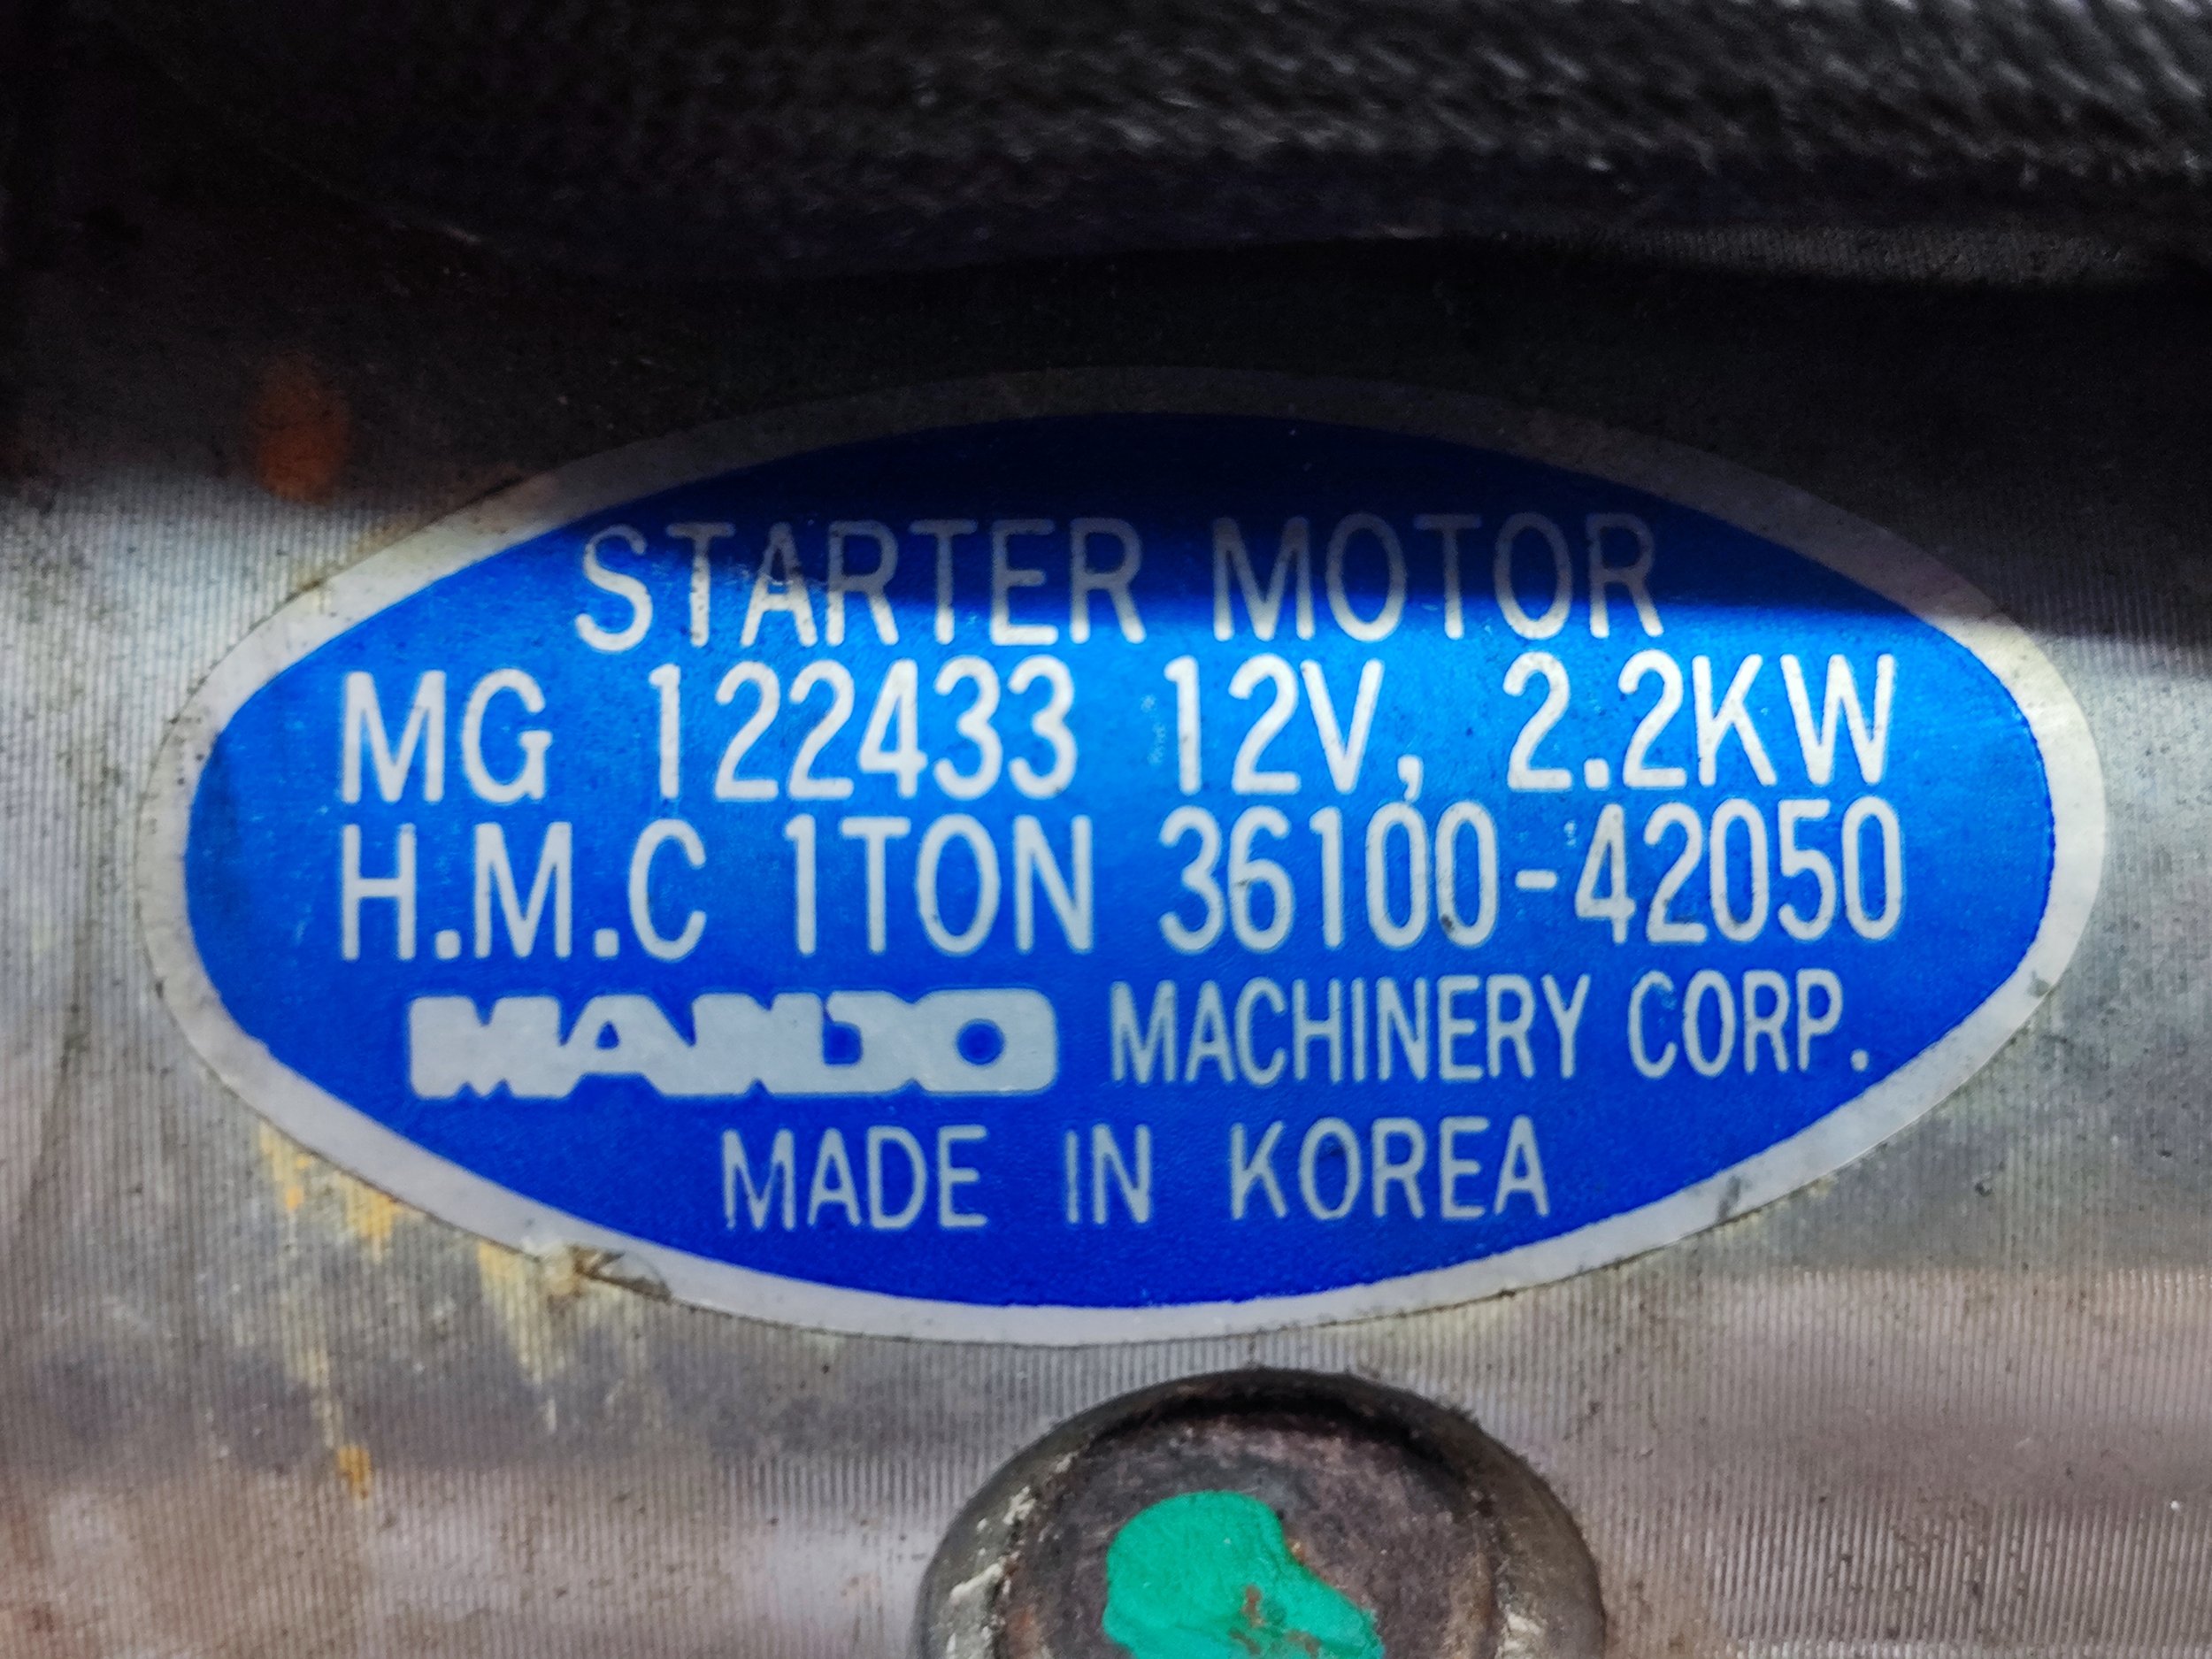 STARTER MOTOR
MG 122433 12V, 2.2KW
H.M.C 1TON 36100-42050
MANDO MACHINERY CORP.
MADE IN KOREA